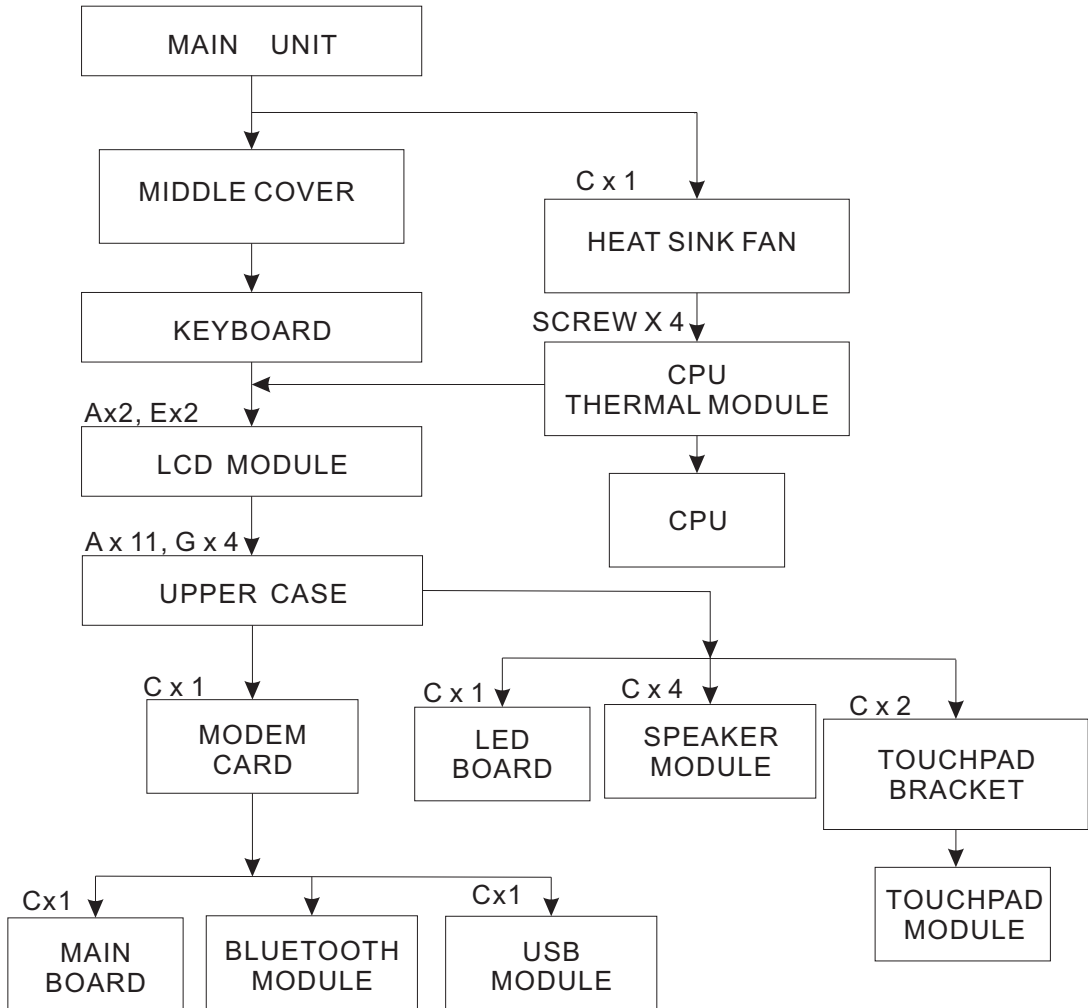 MAIN UNIT
MIDDLE COVER
C x 1
HEAT SINK FAN
KEYBOARD
SCREW X 4
CPU
THERMAL MODULE
Ax2, Ex2
LCD MODULE
CPU
A x 11, G x 4
UPPER CASE
C x 1
MODEM
CARD
C x 1
LED
BOARD
C x 4
SPEAKER
MODULE
C x 2
TOUCHPAD
BRACKET
TOUCHPAD
MODULE
Cx1
MAIN
BOARD
BLUETOOTH
MODULE
Cx1
USB
MODULE